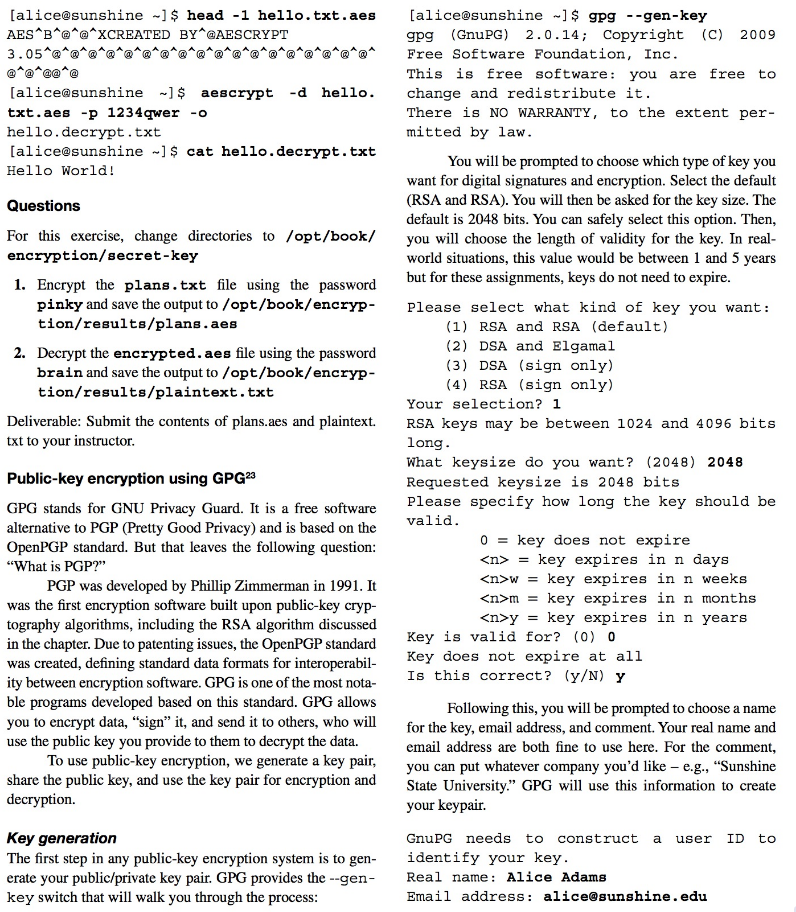 [alice@sunshine ~]$ head -1 hello.txt.aes
AES^B^@^@^XCREATED BY^@AESCRYPT
3.05^@^@^@^@^@^@^@^@^@^@^@^@^@^@^@^@^@^
@^@^@@^@
[alice@sunshine ~]$ aescrypt -d hello.
txt.aes -p 1234qwer -o
hello.decrypt.txt
[alice@sunshine ~]$ cat hello.decrypt.txt
Hello World!
Questions
For this exercise, change directories to /opt/book/
encryption/secret-key
1. Encrypt the plans.txt file using the password
pinky and save the output to /opt/book/encryp-
tion/results/plans.aes
2. Decrypt the encrypted.aes file using the password
brain and save the output to /opt/book/encryp-
tion/results/plaintext.txt
Deliverable: Submit the contents of plans.aes and plaintext.
txt to your instructor.
Public-key encryption using GPG23
GPG stands for GNU Privacy Guard. It is a free software
alternative to PGP (Pretty Good Privacy) and is based on the
OpenPGP standard. But that leaves the following question:
“What is PGP?”
PGP was developed by Phillip Zimmerman in 1991. It
was the first encryption software built upon public-key cryp-
tography algorithms, including the RSA algorithm discussed
in the chapter. Due to patenting issues, the OpenPGP standard
was created, defining standard data formats for interoperabil-
ity between encryption software. GPG is one of the most nota-
ble programs developed based on this standard. GPG allows
you to encrypt data, “sign” it, and send it to others, who will
use the public key you provide to them to decrypt the data.
To use public-key encryption, we generate a key pair,
share the public key, and use the key pair for encryption and
decryption.
Key generation
The first step in any public-key encryption system is to gen-
erate your public/private key pair. GPG provides the --gen-
key switch that will walk you through the process:
[alice@sunshine ~]$ gpg --gen-key
gpg (GnuPG) 2.0.14; Copyright (C) 2009
Free Software Foundation, Inc.
This is free software: you are free to
change and redistribute it.
There is NO WARRANTY, to the extent per-
mitted by law.
You will be prompted to choose which type of key you
want for digital signatures and encryption. Select the default
(RSA and RSA). You will then be asked for the key size. The
default is 2048 bits. You can safely select this option. Then,
you will choose the length of validity for the key. In real-
world situations, this value would be between 1 and 5 years
but for these assignments, keys do not need to expire.
Please select what kind of key you want:
(1) RSA and RSA (default)
(2) DSA and Elgamal
(3) DSA (sign only)
(4) RSA (sign only)
Your selection? 1
RSA keys may be between 1024 and 4096 bits
long.
What keysize do you want? (2048) 2048
Requested keysize is 2048 bits
Please specify how long the key should be
valid.
0 = key does not expire
<n> = key expires in n days
<n>w = key expires in n weeks
<n>m = key expires in n months
<n>y = key expires in n years
Key is valid for? (0) 0
Key does not expire at all
Is this correct? (y/N) y
Following this, you will be prompted to choose a name
for the key, email address, and comment. Your real name and
email address are both fine to use here. For the comment,
you can put whatever company you’d like – e.g., “Sunshine
State University.” GPG will use this information to create
your keypair.
GnuPG needs to construct a user ID to
identify your key.
Real name: Alice Adams
Email address: alice@sunshine.edu